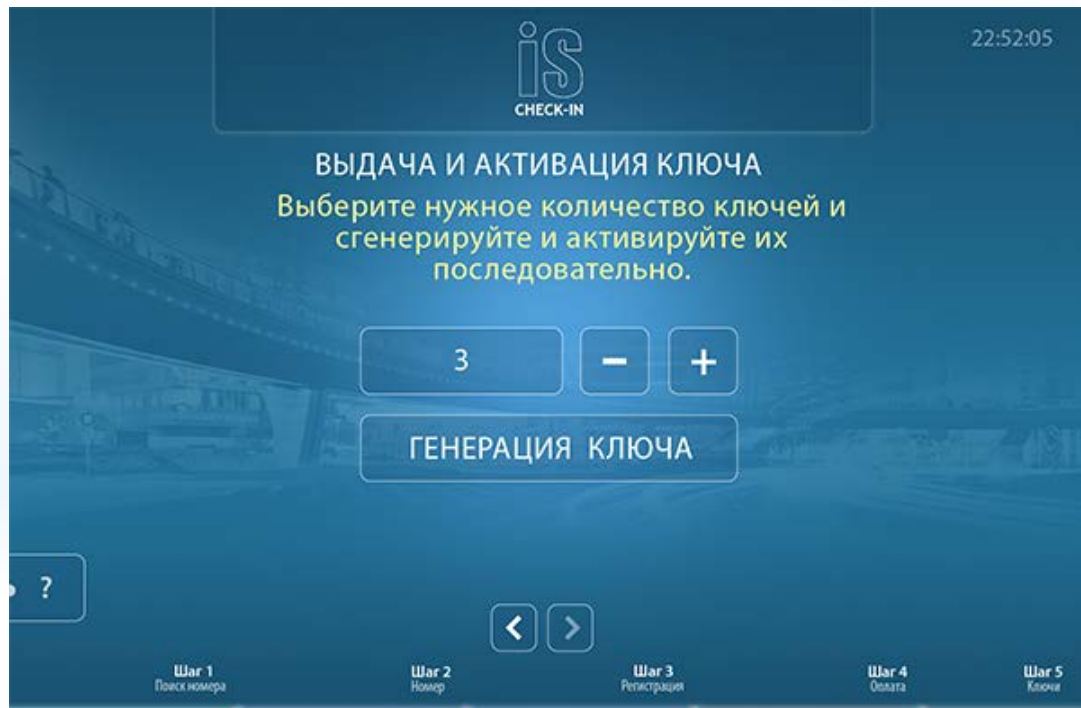 iS
22:52:05
CHECK-IN
ВЫДАЧА И АКТИВАЦИЯ КЛЮЧА
Выберите нужное количество ключей и
сгенерируйте и активируйте их
последовательно.
3 − +
ГЕНЕРАЦИЯ КЛЮЧА
?
< >
Шаг 1 Шаг 2 Шаг 3 Шаг 4 Шаг 5
Поиск номера Номер Регистрация Оплата Ключи